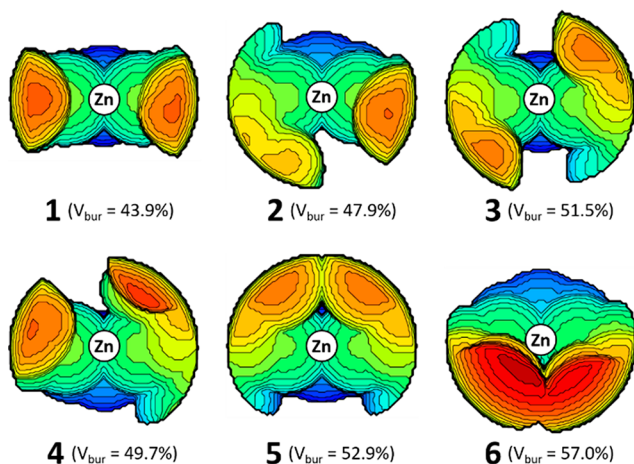 Zn Zn Zn
1 (Vbur = 43.9%) 2 (Vbur = 47.9%) 3 (Vbur = 51.5%)
Zn Zn Zn
4 (Vbur = 49.7%) 5 (Vbur = 52.9%) 6 (Vbur = 57.0%)